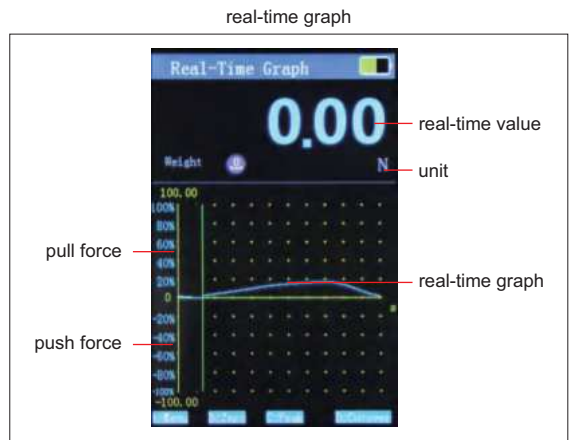 real-time graph
Real-Time Graph
0.00
real-time value
Weight
N
unit
100.00
100%
80%
60%
pull force
40%
20%
real-time graph
0
-20%
-40%
push force
-60%
-80%
-100%
-100.00